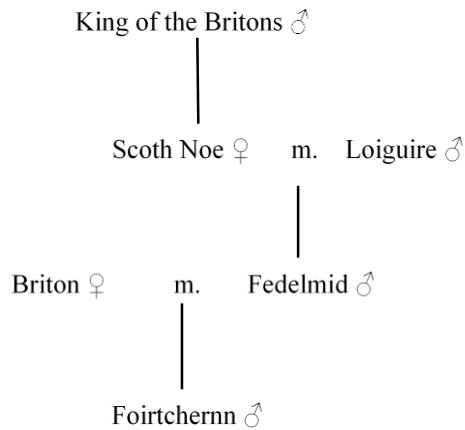 King of the Britons ♂
Scoth Noe ♀ m. Loiguire ♂
Briton ♀ m. Fedelmid ♂
Foirtchernn ♂